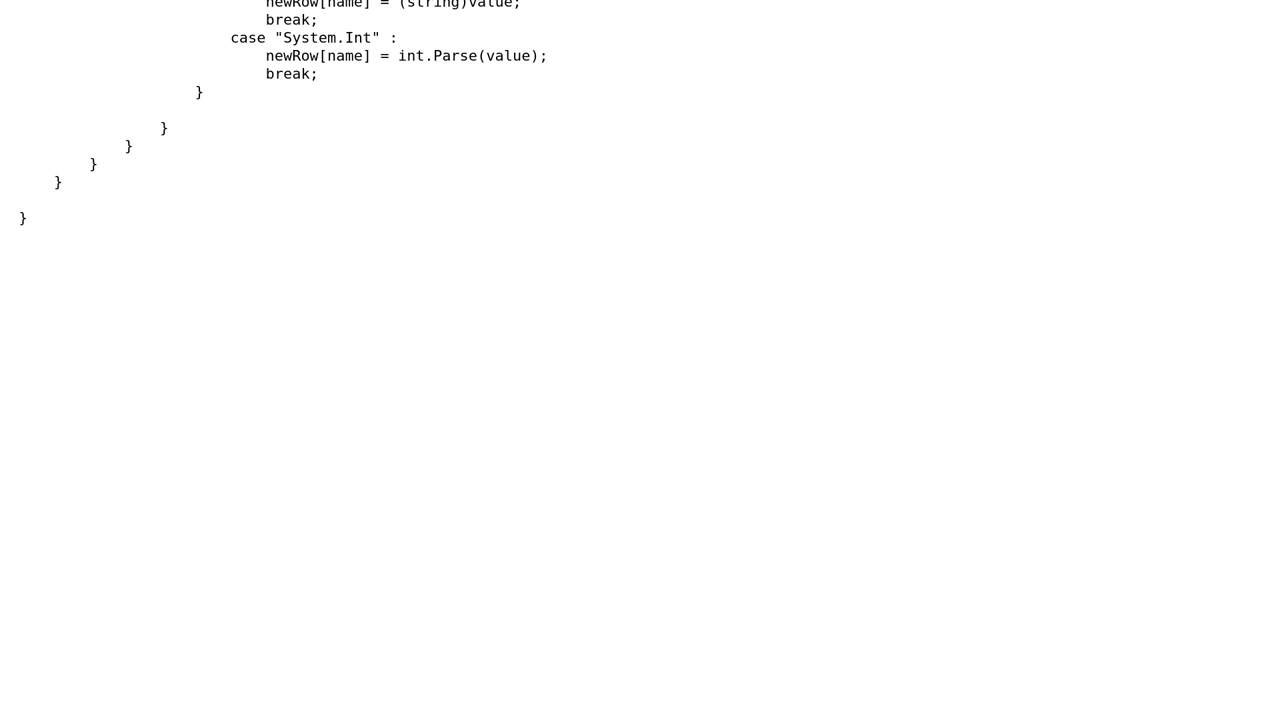 newRow[name] = (string)value;
break;
case "System.Int" :
newRow[name] = int.Parse(value);
break;
}
}
}
}
}
}